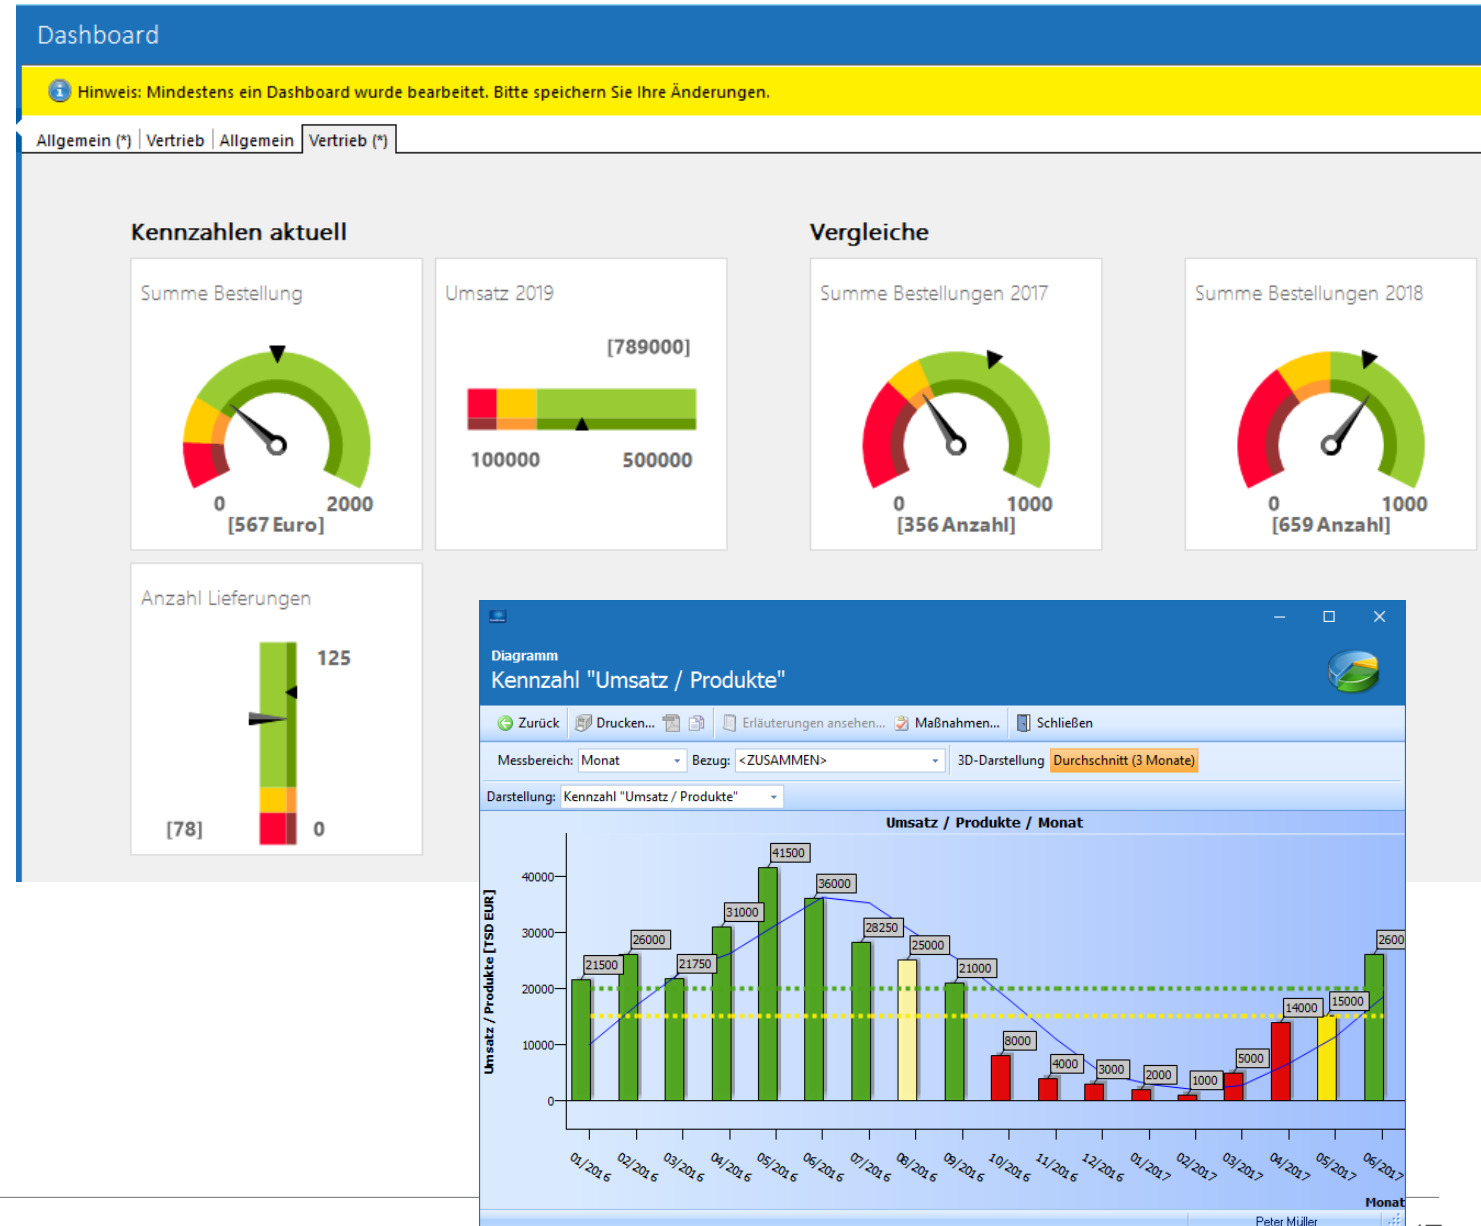 Dashboard
Hinweis: Mindestens ein Dashboard wurde bearbeitet. Bitte speichern Sie Ihre Änderungen.
Allgemein (*) Vertrieb Allgemein Vertrieb (*)
Kennzahlen aktuell
Vergleiche
Summe Bestellung
0
2000
[567 Euro]
Umsatz 2019
[789000]
100000
500000
Summe Bestellungen 2017
0
1000
[356 Anzahl]
Summe Bestellungen 2018
0
1000
[659 Anzahl]
Anzahl Lieferungen
125
[78]
0
Diagramm
Kennzahl "Umsatz / Produkte"
Zurück Drucken... Erläuterungen ansehen... Maßnahmen... Schließen
Messbereich: Monat Bezug: <ZUSAMMEN> 3D-Darstellung Durchschnitt (3 Monate)
Darstellung: Kennzahl "Umsatz / Produkte"
Umsatz / Produkte / Monat
Umsatz / Produkte [TSD EUR]
40000
30000
20000
10000
0
21500
26000
21750
31000
41500
36000
28250
25000
21000
8000
4000
3000
2000
1000
5000
14000
15000
2600
01/2016
02/2016
03/2016
04/2016
05/2016
06/2016
07/2016
08/2016
09/2016
10/2016
11/2016
12/2016
01/2017
02/2017
03/2017
04/2017
05/2017
06/2017
Monat
Peter Müller